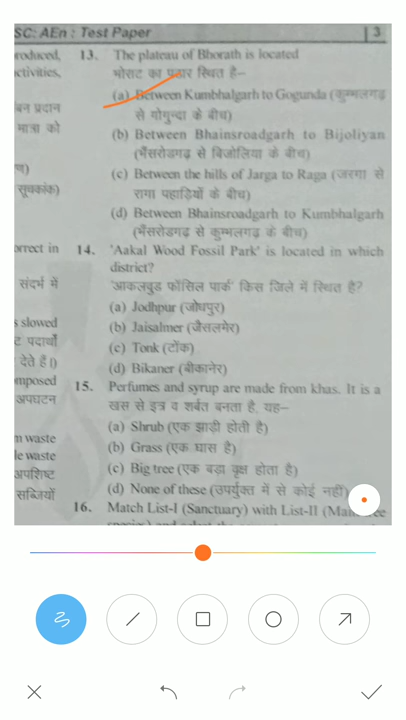 SC: AEn : Test Paper 3
roduced,
ctivities,
बन प्रदान
मात्रा को
सूचकांक)
orrect in
संदर्भ में
s slowed
ट पदार्थों
देते हैं।)
mposed
अपघटन
n waste
le waste
अपशिष्ट
सब्जियों
13. The plateau of Bhorath is located
भोराट का पठार स्थित है–
(a) Between Kumbhalgarh to Gogunda (कुम्भलगढ़
से गोगुन्दा के बीच)
(b) Between Bhainsroadgarh to Bijoliyan
(भैंसरोडगढ़ से बिजोलिया के बीच)
(c) Between the hills of Jarga to Raga (जरगा से
रागा पहाड़ियों के बीच)
(d) Between Bhainsroadgarh to Kumbhalgarh
(भैंसरोडगढ़ से कुम्भलगढ़ के बीच)
14. 'Aakal Wood Fossil Park' is located in which
district?
'आकलवुड फॉसिल पार्क' किस जिले में स्थित है?
(a) Jodhpur (जोधपुर)
(b) Jaisalmer (जैसलमेर)
(c) Tonk (टोंक)
(d) Bikaner (बीकानेर)
15. Perfumes and syrup are made from khas. It is a
खस से इत्र व शर्बत बनता है, यह–
(a) Shrub (एक झाड़ी होती है)
(b) Grass (एक घास है)
(c) Big tree (एक बड़ा वृक्ष होता है)
(d) None of these (उपर्युक्त में से कोई नहीं)
16. Match List-I (Sanctuary) with List-II (Main tree